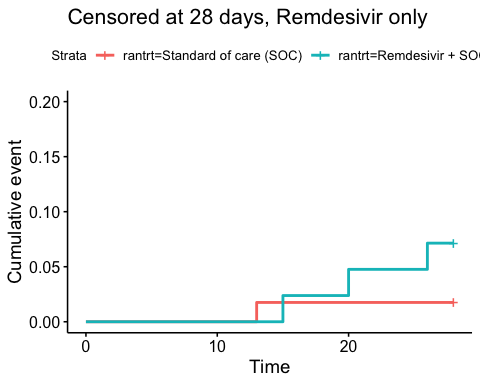 Censored at 28 days, Remdesivir only
Strata rantrt=Standard of care (SOC) rantrt=Remdesivir + SO
Cumulative event
0.20
0.15
0.10
0.05
0.00
0 10 20
Time